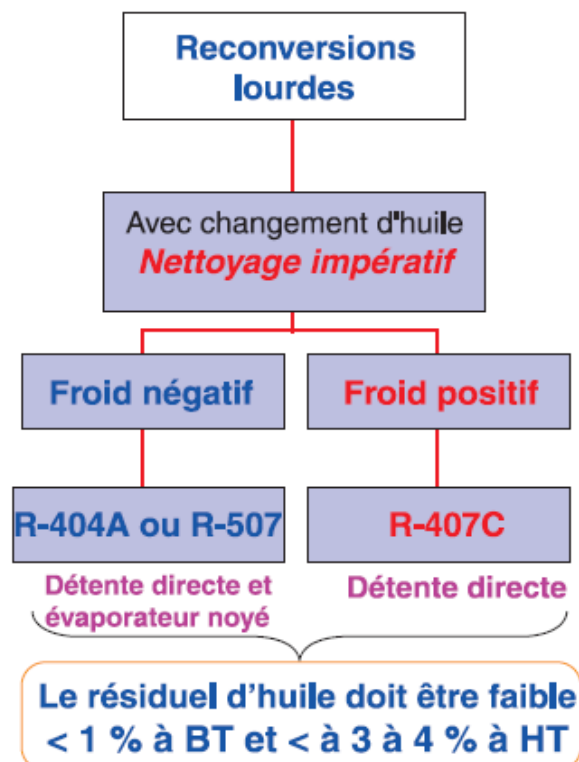 Reconversions
lourdes
Avec changement d'huile
Nettoyage impératif
Froid négatif
Froid positif
R-404A ou R-507
R-407C
Détente directe et
évaporateur noyé
Détente directe
Le résiduel d'huile doit être faible
< 1 % à BT et < à 3 à 4 % à HT